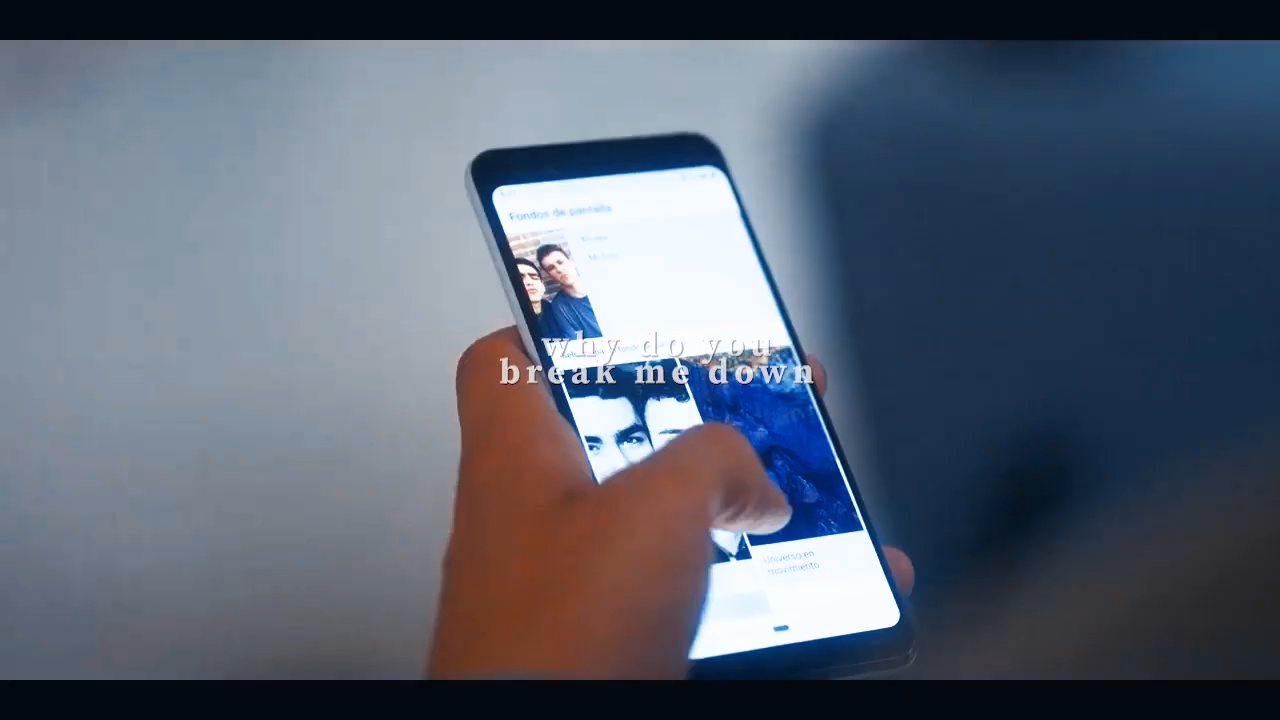 Fondos de pantalla
why do you
break me down
Universo en
movimiento